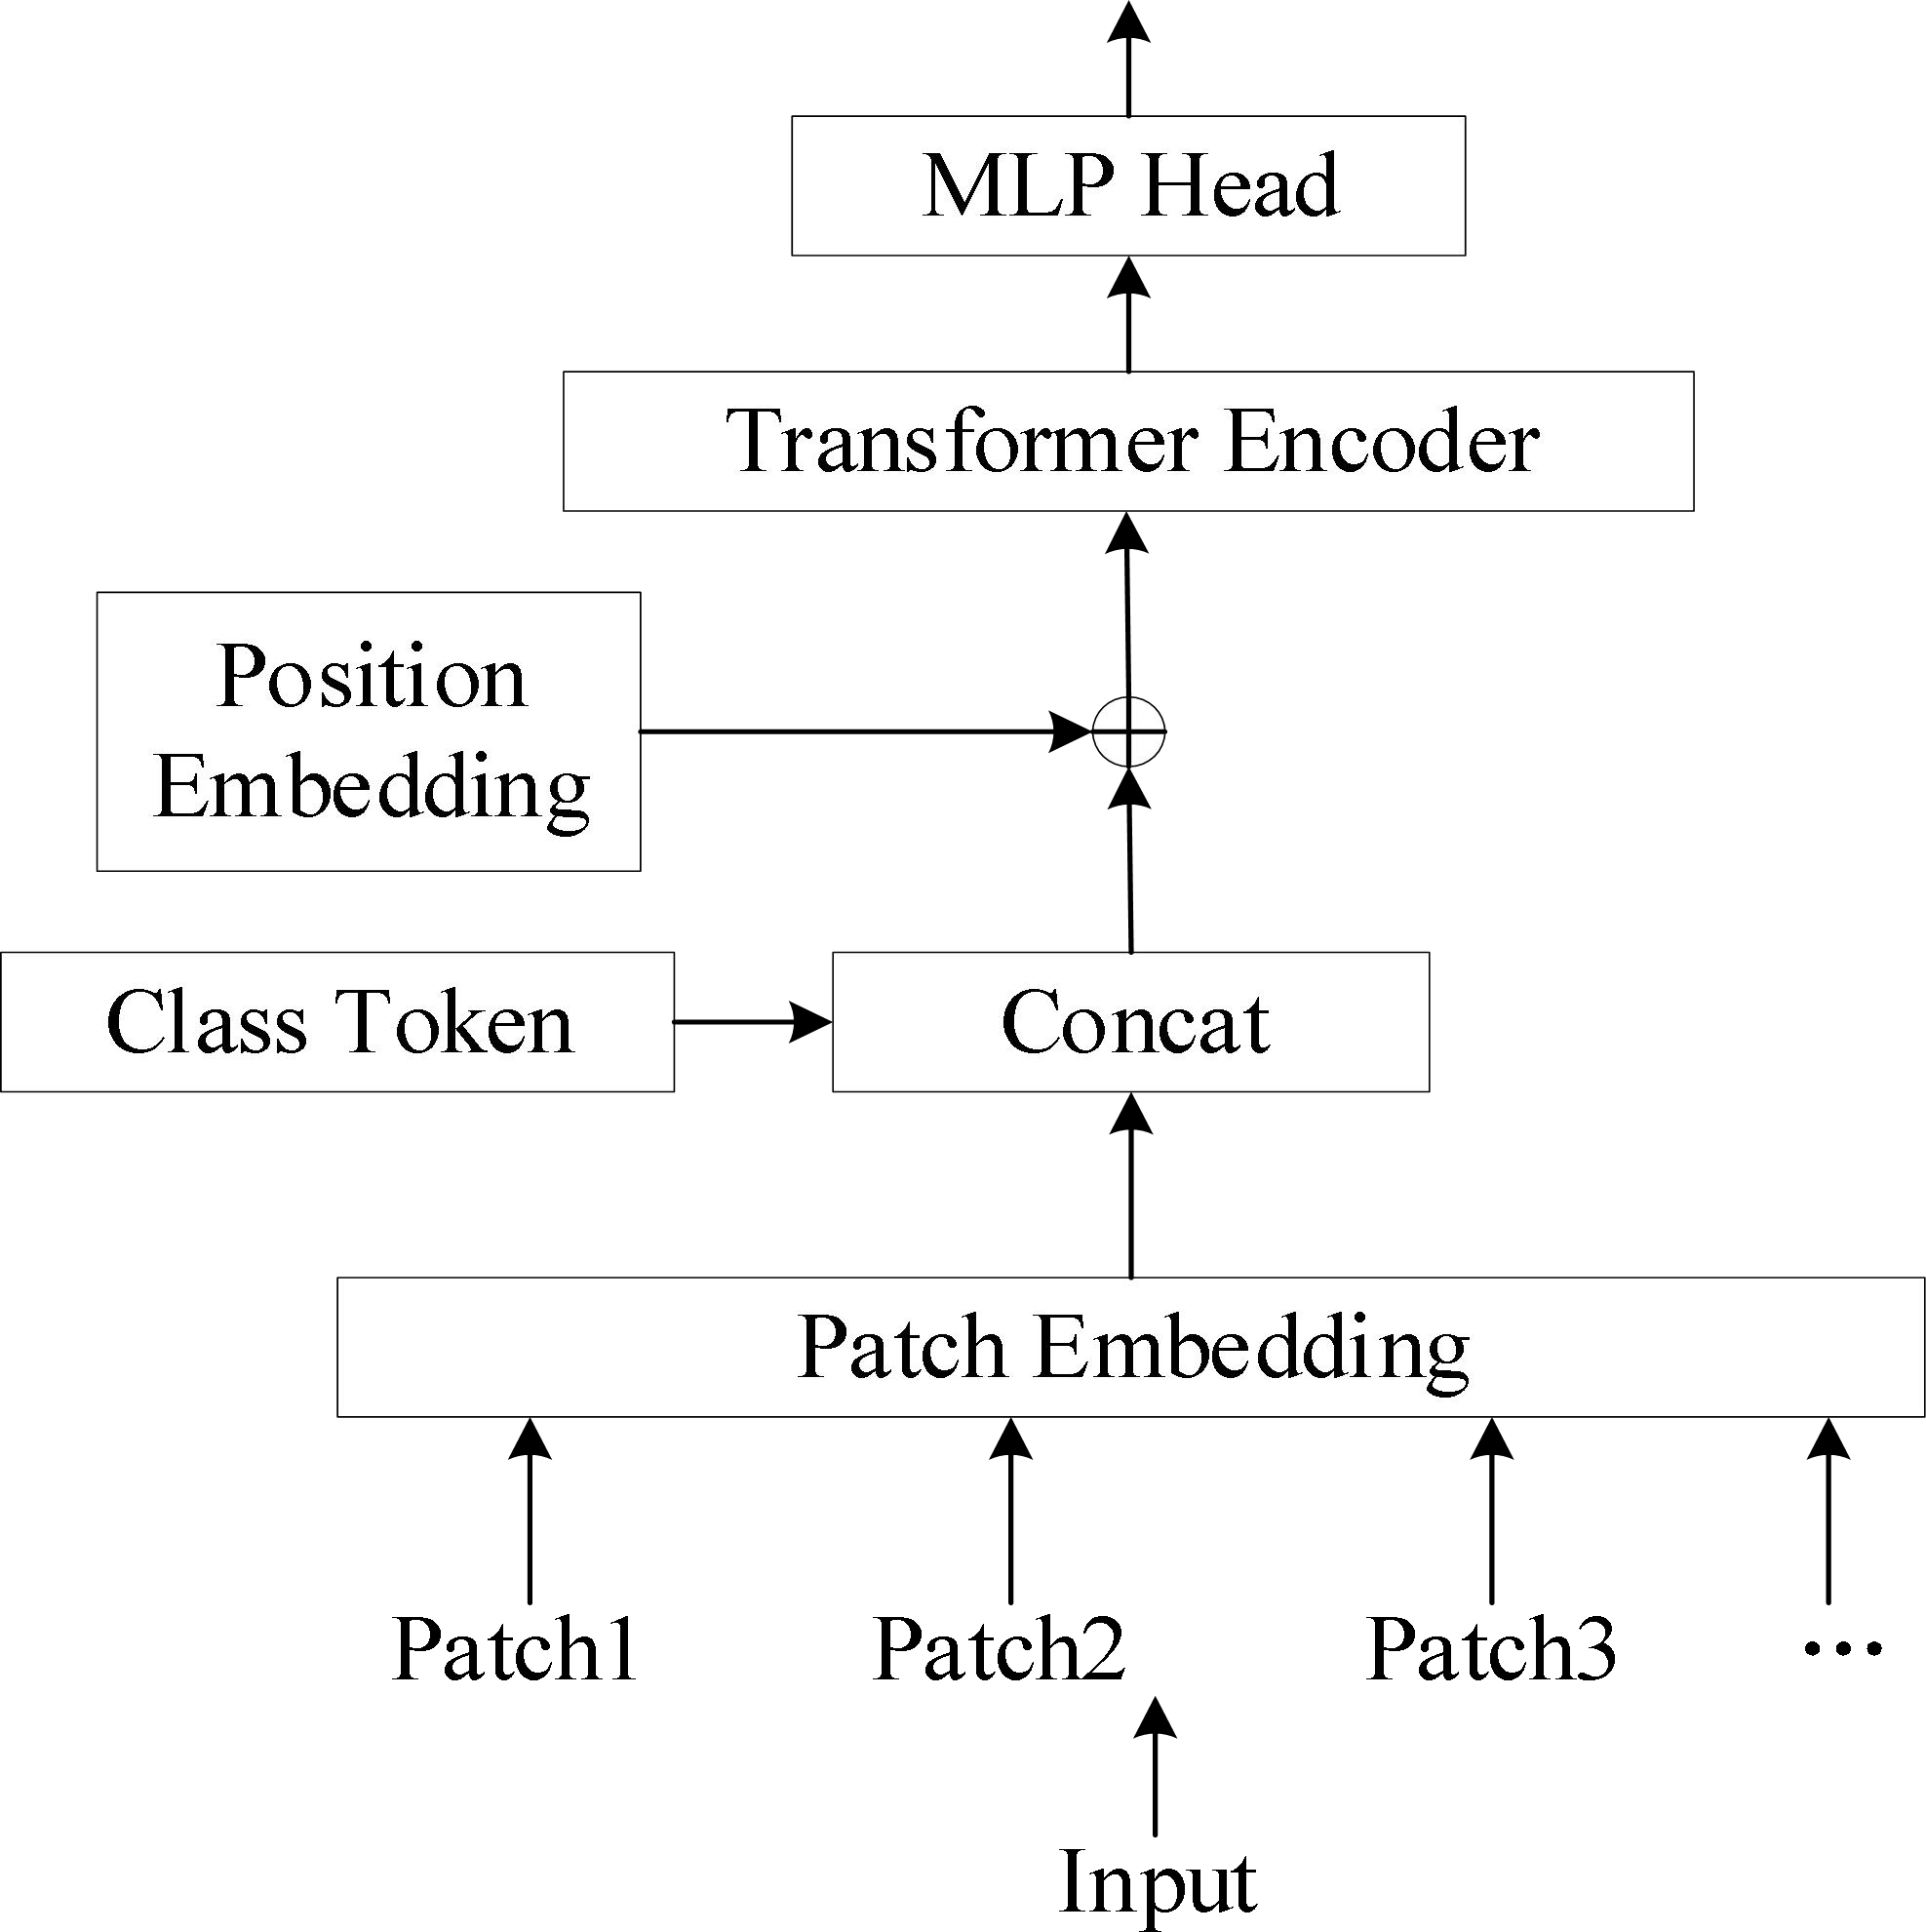 MLP Head
Transformer Encoder
Position
Embedding
Class Token
Concat
Patch Embedding
Patch1
Patch2
Patch3
...
Input